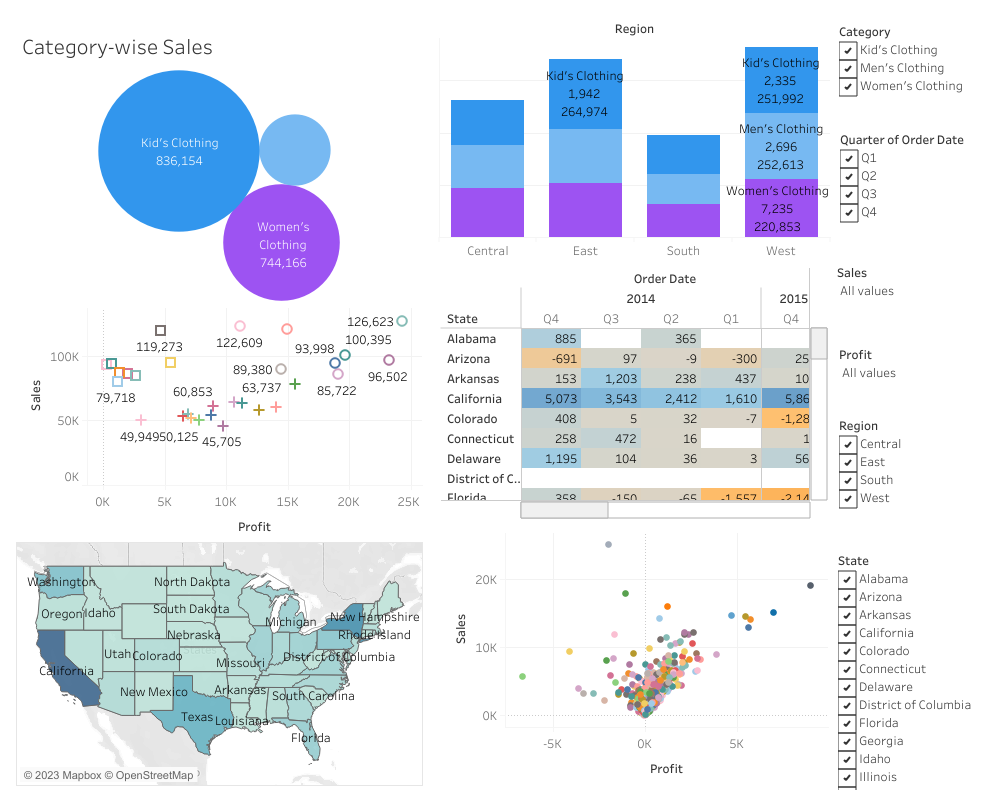 Category-wise Sales
Kid's Clothing
836,154
Women's
Clothing
744,166
Region
Kid's Clothing
1,942
264,974
Kid's Clothing
2,335
251,992
Men's Clothing
2,696
252,613
Women's Clothing
7,235
220,853
Central East South West
Category
Kid's Clothing
Men's Clothing
Women's Clothing
Quarter of Order Date
Q1
Q2
Q3
Q4
Sales
100K
50K
0K
126,623
119,273
122,609
93,998
100,395
89,380
96,502
79,718
60,853
63,737
85,722
49,949
50,125
45,705
0K 5K 10K 15K 20K 25K
Profit
Order Date
2014 2015
State Q4 Q3 Q2 Q1 Q4
Alabama 885 365
Arizona -691 97 -9 -300 25
Arkansas 153 1,203 238 437 10
California 5,073 3,543 2,412 1,610 5,86
Colorado 408 5 32 -7 -1,28
Connecticut 258 472 16 1
Delaware 1,195 104 36 3 56
District of C..
Florida 358 -150 -65 -1,557 -2,14
Sales
All values
Profit
All values
Region
Central
East
South
West
Washington
North Dakota
Oregon
Idaho
South Dakota
Michigan
New Hampshire
Nebraska
Rhode Island
Utah
Colorado
Missouri
District of Columbia
California
New Mexico
Arkansas
South Carolina
Texas
Louisiana
Florida
© 2023 Mapbox © OpenStreetMap
Sales
20K
10K
0K
-5K 0K 5K
Profit
State
Alabama
Arizona
Arkansas
California
Colorado
Connecticut
Delaware
District of Columbia
Florida
Georgia
Idaho
Illinois